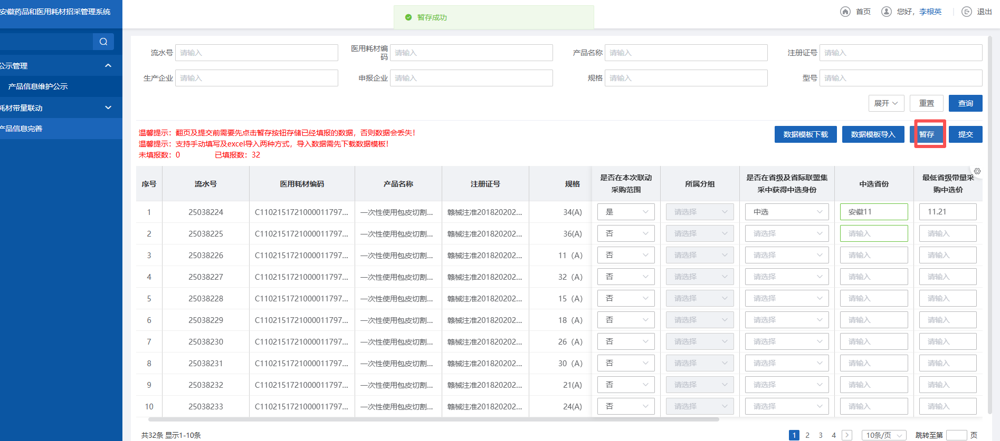 安徽药品和医用耗材招采管理系统
暂存成功
首页 您好，李根英 退出
公示管理
产品信息维护公示
耗材带量联动
产品信息完善
流水号 请输入 医用耗材编码 请输入 产品名称 请输入 注册证号 请输入
生产企业 请输入 申报企业 请输入 规格 请输入 型号 请输入
展开 重置 查询
温馨提示：翻页及提交前需要先点击暂存按钮存储已经填报的数据，否则数据会丢失！
温馨提示：支持手动填写及excel导入两种方式，导入数据需先下载数据模板！
未填报数：0 已填报数：32
数据模板下载 数据模板导入 暂存 提交
序号 流水号 医用耗材编码 产品名称 注册证号 规格 是否在本次联动采购范围 所属分组 是否在省级及省际联盟集采中获得中选身份 中选省份 最低省级带量采购中选价
1 25038224 C1102151721000011797... 一次性使用包皮切割... 赣械注准201820202... 34(A) 是 请选择 中选 安徽11 11.21
2 25038225 C1102151721000011797... 一次性使用包皮切割... 赣械注准201820202... 36(A) 否 请选择 请选择 请输入 请输入
3 25038226 C1102151721000011797... 一次性使用包皮切割... 赣械注准201820202... 11（A) 否 请选择 请选择 请输入 请输入
4 25038227 C1102151721000011797... 一次性使用包皮切割... 赣械注准201820202... 32（A) 否 请选择 请选择 请输入 请输入
5 25038228 C1102151721000011797... 一次性使用包皮切割... 赣械注准201820202... 15（A) 否 请选择 请选择 请输入 请输入
6 25038229 C1102151721000011797... 一次性使用包皮切割... 赣械注准201820202... 18（A) 否 请选择 请选择 请输入 请输入
7 25038230 C1102151721000011797... 一次性使用包皮切割... 赣械注准201820202... 26（A) 否 请选择 请选择 请输入 请输入
8 25038231 C1102151721000011797... 一次性使用包皮切割... 赣械注准201820202... 30（A) 否 请选择 请选择 请输入 请输入
9 25038232 C1102151721000011797... 一次性使用包皮切割... 赣械注准201820202... 21(A) 否 请选择 请选择 请输入 请输入
10 25038233 C1102151721000011797... 一次性使用包皮切割... 赣械注准201820202... 24(A) 否 请选择 请选择 请输入 请输入
共32条 显示1-10条 1 2 3 4 10条/页 跳转至第 页